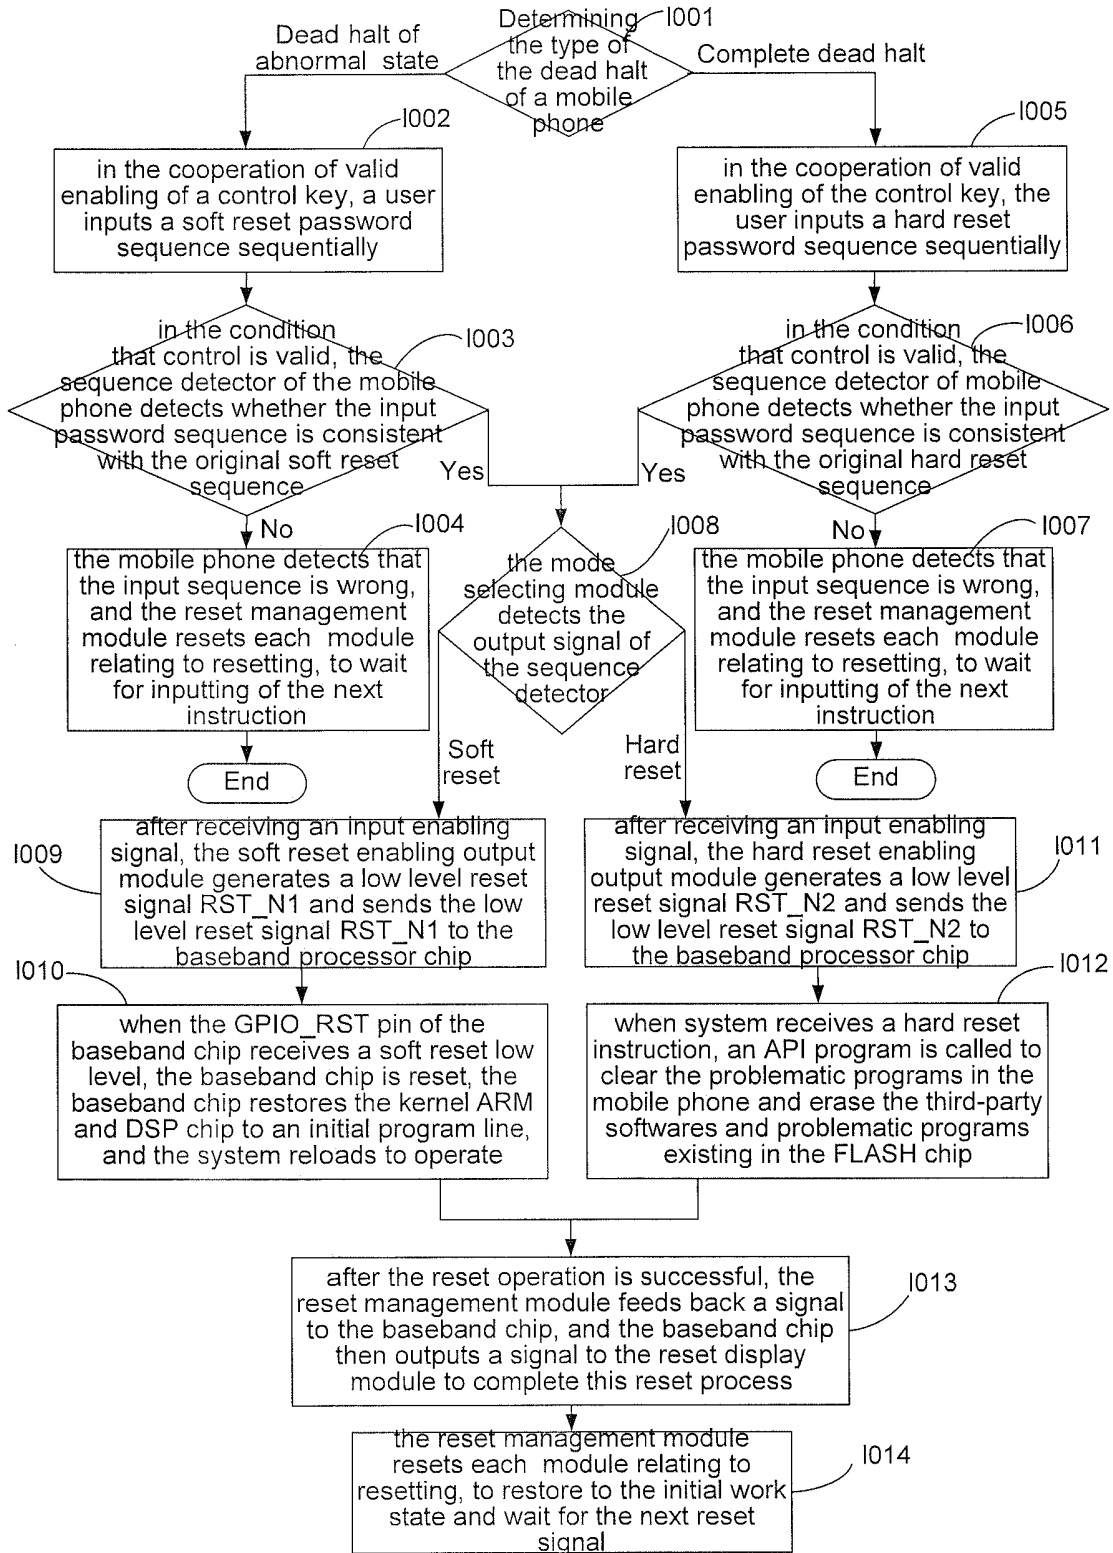 Determining
the type of
the dead halt
of a mobile
phone
I001
Dead halt of
abnormal state
Complete dead halt
I002
in the cooperation of valid
enabling of a control key, a user
inputs a soft reset password
sequence sequentially
I005
in the cooperation of valid
enabling of the control key, the
user inputs a hard reset
password sequence sequentially
I003
in the condition
that control is valid, the
sequence detector of the mobile
phone detects whether the input
password sequence is consistent
with the original soft reset
sequence
I006
in the condition
that control is valid, the
sequence detector of mobile
phone detects whether the input
password sequence is consistent
with the original hard reset
sequence
Yes
Yes
No
No
I004
the mobile phone detects that
the input sequence is wrong,
and the reset management
module resets each module
relating to resetting, to wait
for inputting of the next
instruction
End
I008
the mode
selecting module
detects the
output signal of
the sequence
detector
I007
the mobile phone detects that
the input sequence is wrong,
and the reset management
module resets each module
relating to resetting, to wait
for inputting of the next
instruction
End
Soft
reset
Hard
reset
I009
after receiving an input enabling
signal, the soft reset enabling output
module generates a low level reset
signal RST_N1 and sends the low
level reset signal RST_N1 to the
baseband processor chip
I011
after receiving an input enabling
signal, the hard reset enabling
output module generates a low level
reset signal RST_N2 and sends the
low level reset signal RST_N2 to
the baseband processor chip
I010
when the GPIO_RST pin of the
baseband chip receives a soft reset low
level, the baseband chip is reset, the
baseband chip restores the kernel ARM
and DSP chip to an initial program line,
and the system reloads to operate
I012
when system receives a hard reset
instruction, an API program is called to
clear the problematic programs in the
mobile phone and erase the third-party
softwares and problematic programs
existing in the FLASH chip
I013
after the reset operation is successful, the
reset management module feeds back a signal
to the baseband chip, and the baseband chip
then outputs a signal to the reset display
module to complete this reset process
I014
the reset management module
resets each module relating to
resetting, to restore to the initial work
state and wait for the next reset
signal